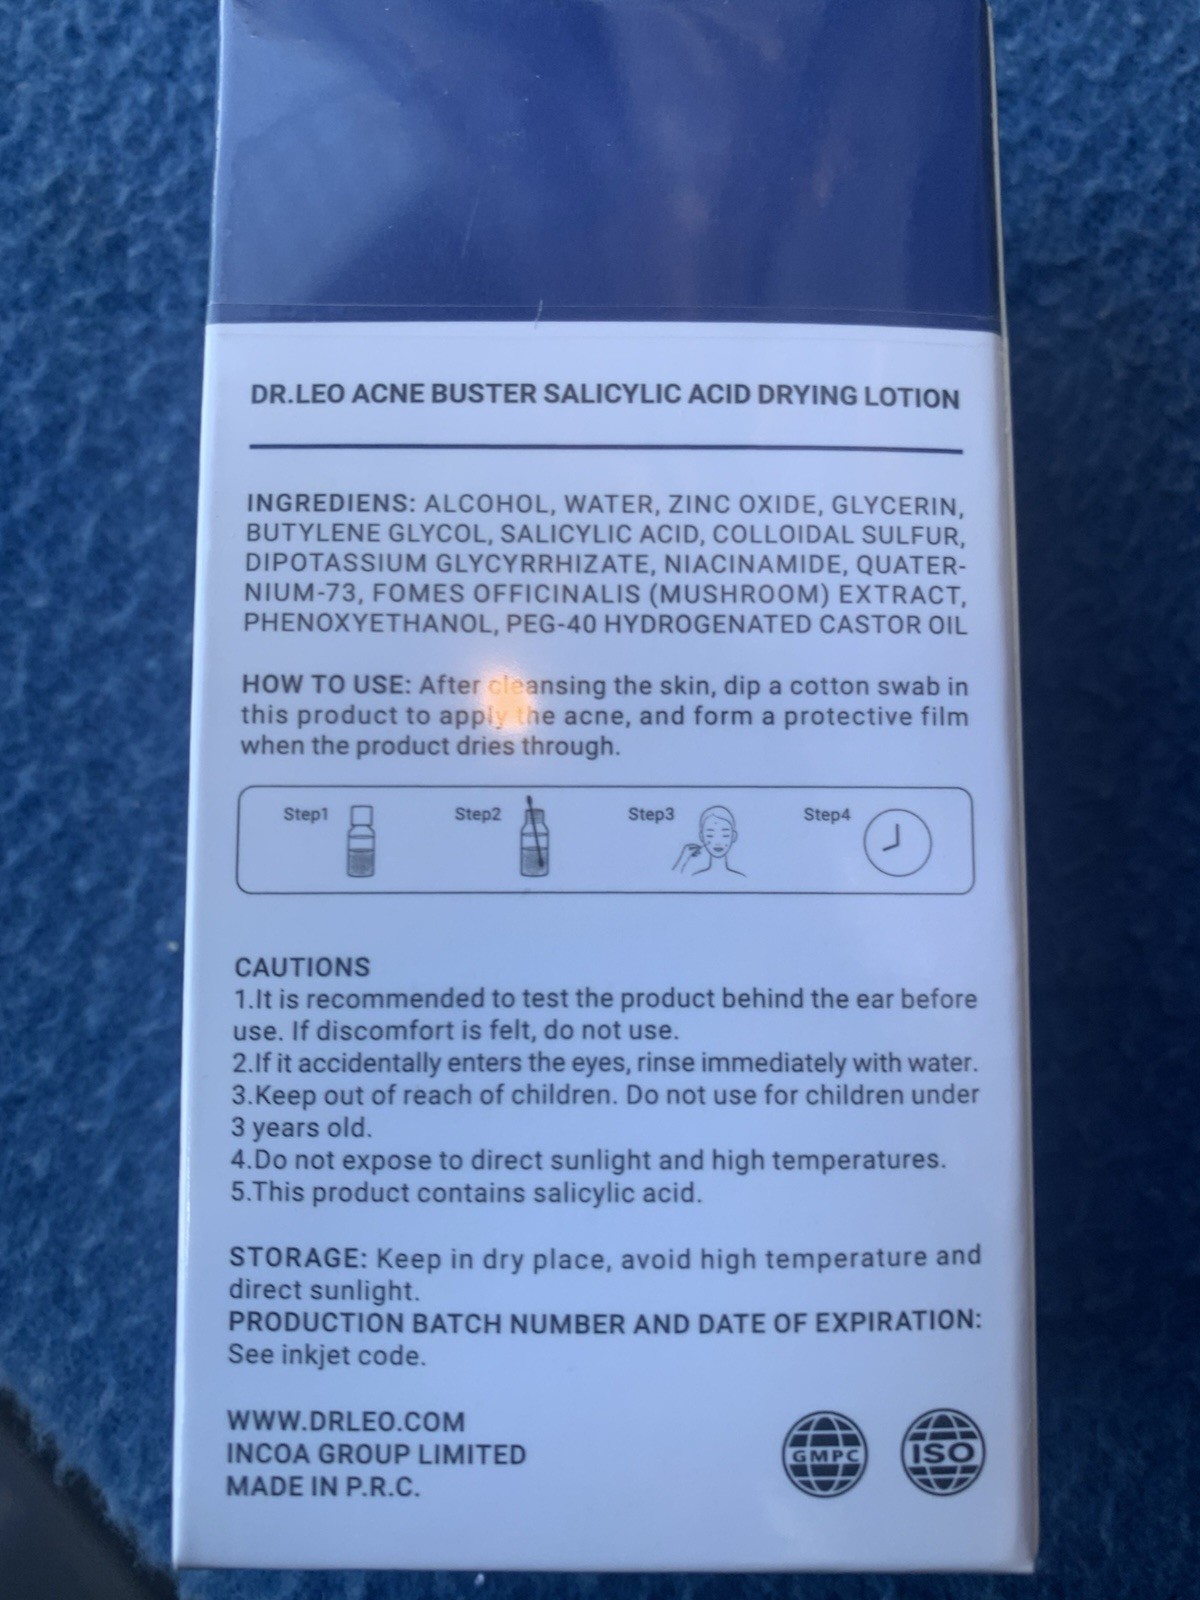 DR.LEO ACNE BUSTER SALICYLIC ACID DRYING LOTION
INGREDIENS: ALCOHOL, WATER, ZINC OXIDE, GLYCERIN,
BUTYLENE GLYCOL, SALICYLIC ACID, COLLOIDAL SULFUR,
DIPOTASSIUM GLYCYRRHIZATE, NIACINAMIDE, QUATER-
NIUM-73, FOMES OFFICINALIS (MUSHROOM) EXTRACT,
PHENOXYETHANOL, PEG-40 HYDROGENATED CASTOR OIL
HOW TO USE: After cleansing the skin, dip a cotton swab in
this product to apply the acne, and form a protective film
when the product dries through.
Step1 Step2 Step3 Step4
CAUTIONS
1.It is recommended to test the product behind the ear before
use. If discomfort is felt, do not use.
2.If it accidentally enters the eyes, rinse immediately with water.
3.Keep out of reach of children. Do not use for children under
3 years old.
4.Do not expose to direct sunlight and high temperatures.
5.This product contains salicylic acid.
STORAGE: Keep in dry place, avoid high temperature and
direct sunlight.
PRODUCTION BATCH NUMBER AND DATE OF EXPIRATION:
See inkjet code.
WWW.DRLEO.COM
INCOA GROUP LIMITED
MADE IN P.R.C.
GMPC ISO